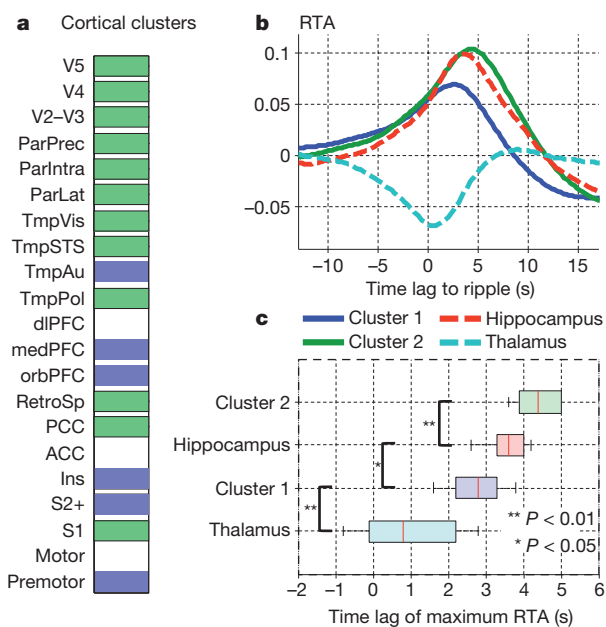 a Cortical clusters
V5
V4
V2–V3
ParPrec
ParIntra
ParLat
TmpVis
TmpSTS
TmpAu
TmpPol
dlPFC
medPFC
orbPFC
RetroSp
PCC
ACC
Ins
S2+
S1
Motor
Premotor
b RTA
0.1
0.05
0
−0.05
−10 −5 0 5 10 15
Time lag to ripple (s)
Cluster 1 Hippocampus
Cluster 2 Thalamus
c
Cluster 2
Hippocampus
Cluster 1
Thalamus
**
*
**
** P < 0.01
* P < 0.05
−2 −1 0 1 2 3 4 5 6
Time lag of maximum RTA (s)